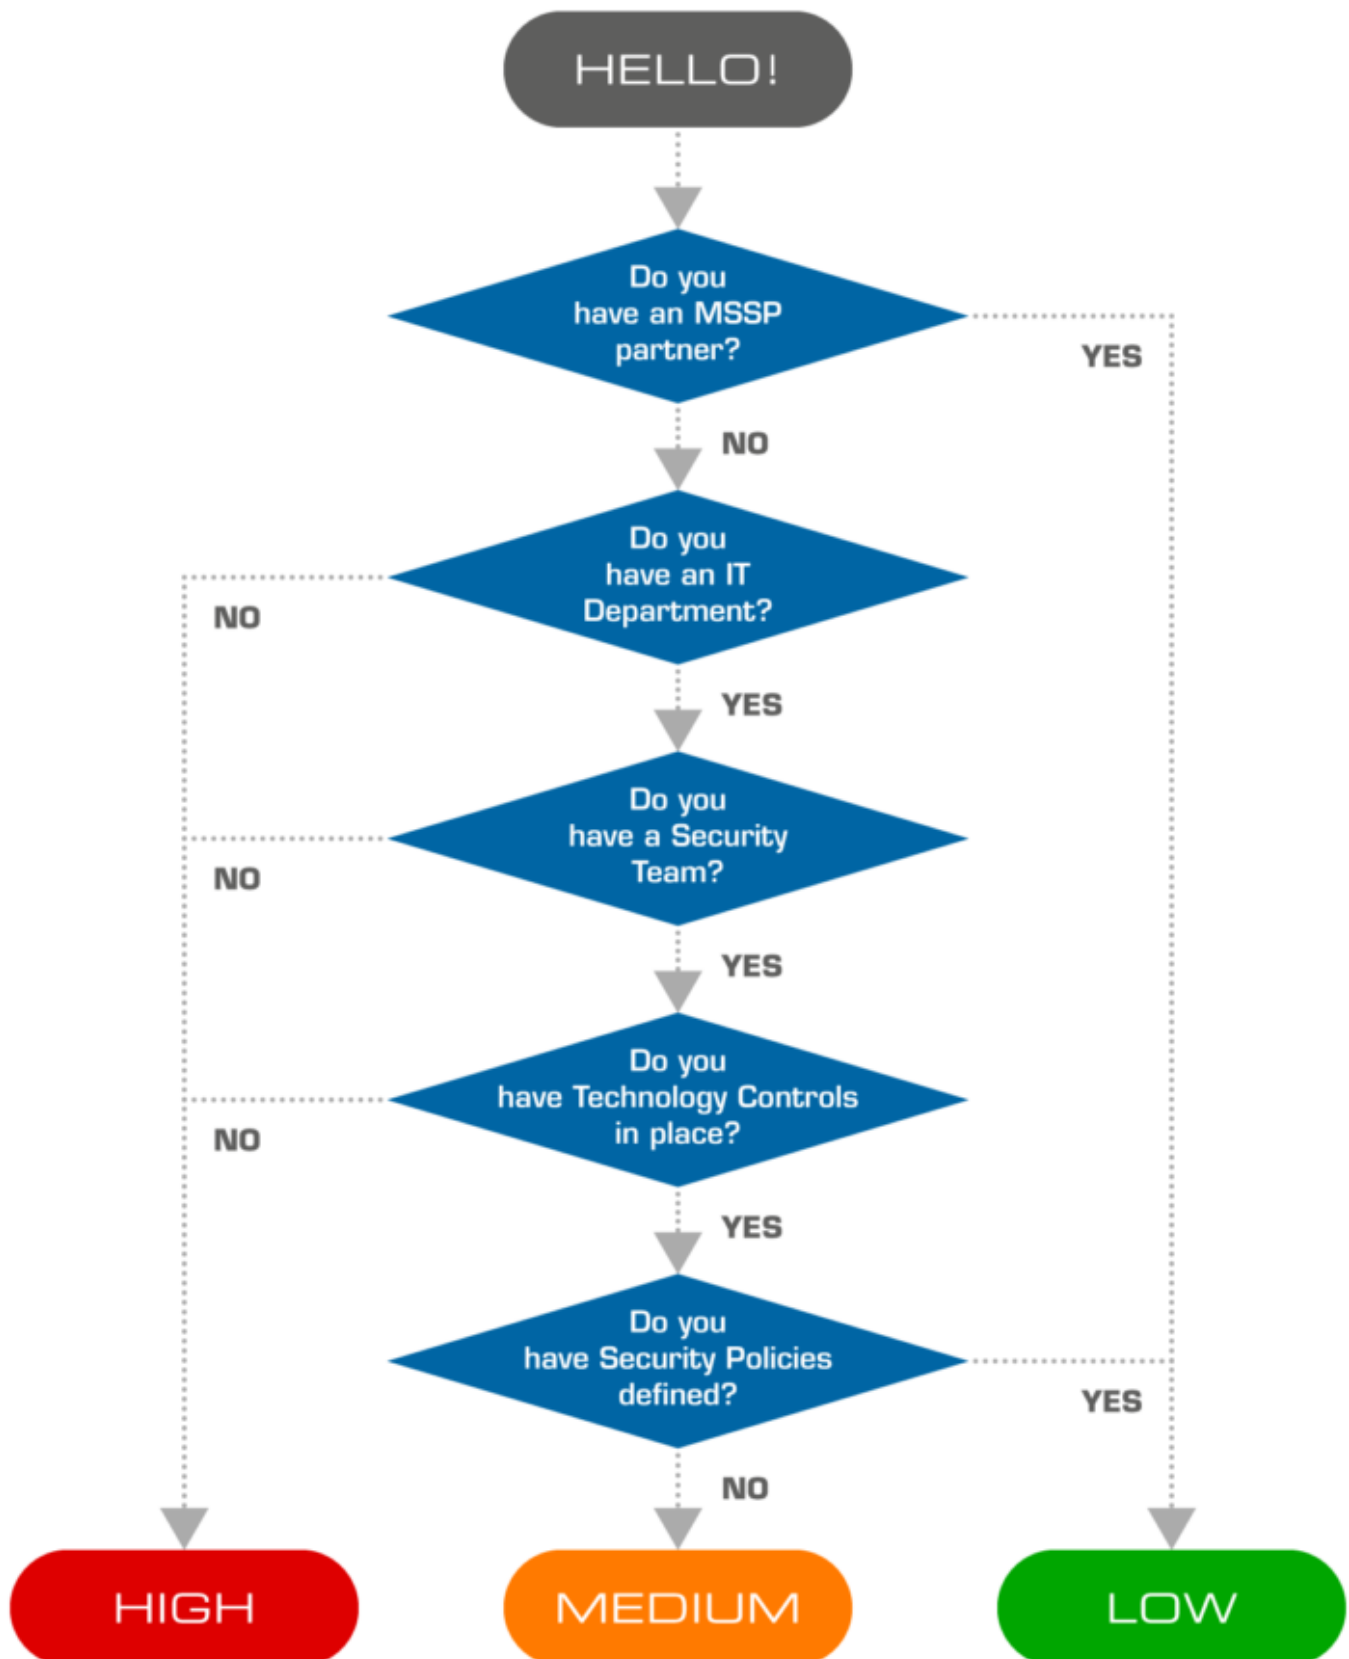 HELLO!
Do you
have an MSSP
partner?
YES
NO
Do you
have an IT
Department?
NO
YES
Do you
have a Security
Team?
NO
YES
Do you
have Technology Controls
in place?
NO
YES
Do you
have Security Policies
defined?
YES
NO
HIGH
MEDIUM
LOW